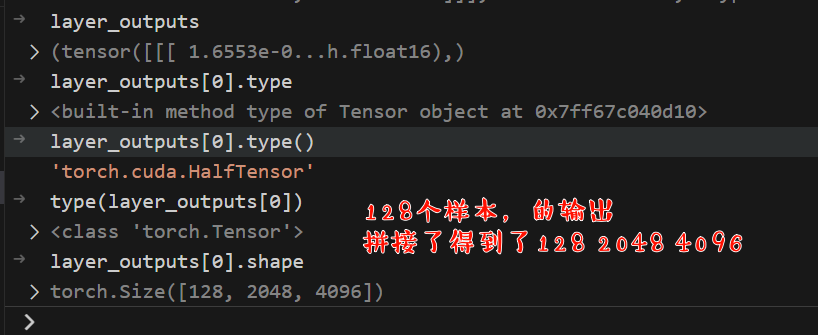 layer_outputs
(tensor([[[ 1.6553e-0...h.float16),)
layer_outputs[0].type
<built-in method type of Tensor object at 0x7ff67c040d10>
layer_outputs[0].type()
'torch.cuda.HalfTensor'
type(layer_outputs[0])
<class 'torch.Tensor'>
layer_outputs[0].shape
torch.Size([128, 2048, 4096])
128个样本，的输出
拼接了得到了128 2048 4096